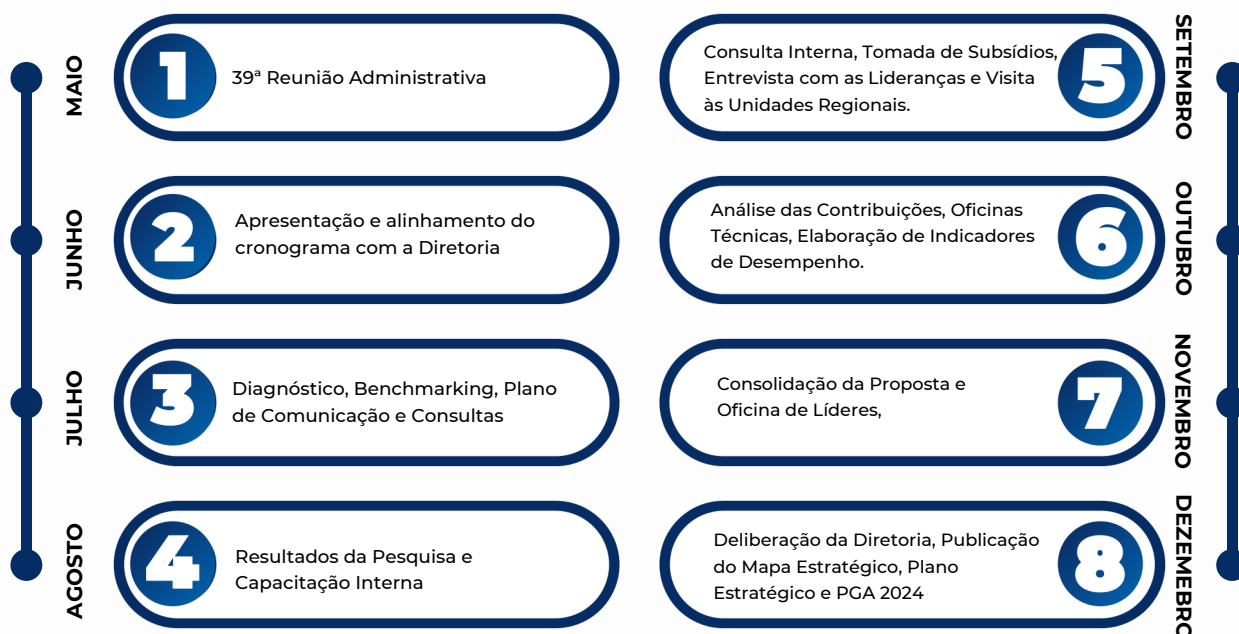 MAIO
1
39ª Reunião Administrativa
JUNHO
2
Apresentação e alinhamento do
cronograma com a Diretoria
JULHO
3
Diagnóstico, Benchmarking, Plano
de Comunicação e Consultas
AGOSTO
4
Resultados da Pesquisa e
Capacitação Interna
SETEMBRO
5
Consulta Interna, Tomada de Subsídios,
Entrevista com as Lideranças e Visita
às Unidades Regionais.
OUTUBRO
6
Análise das Contribuições, Oficinas
Técnicas, Elaboração de Indicadores
de Desempenho.
NOVEMBRO
7
Consolidação da Proposta e
Oficina de Líderes,
DEZEMEBRO
8
Deliberação da Diretoria, Publicação
do Mapa Estratégico, Plano
Estratégico e PGA 2024